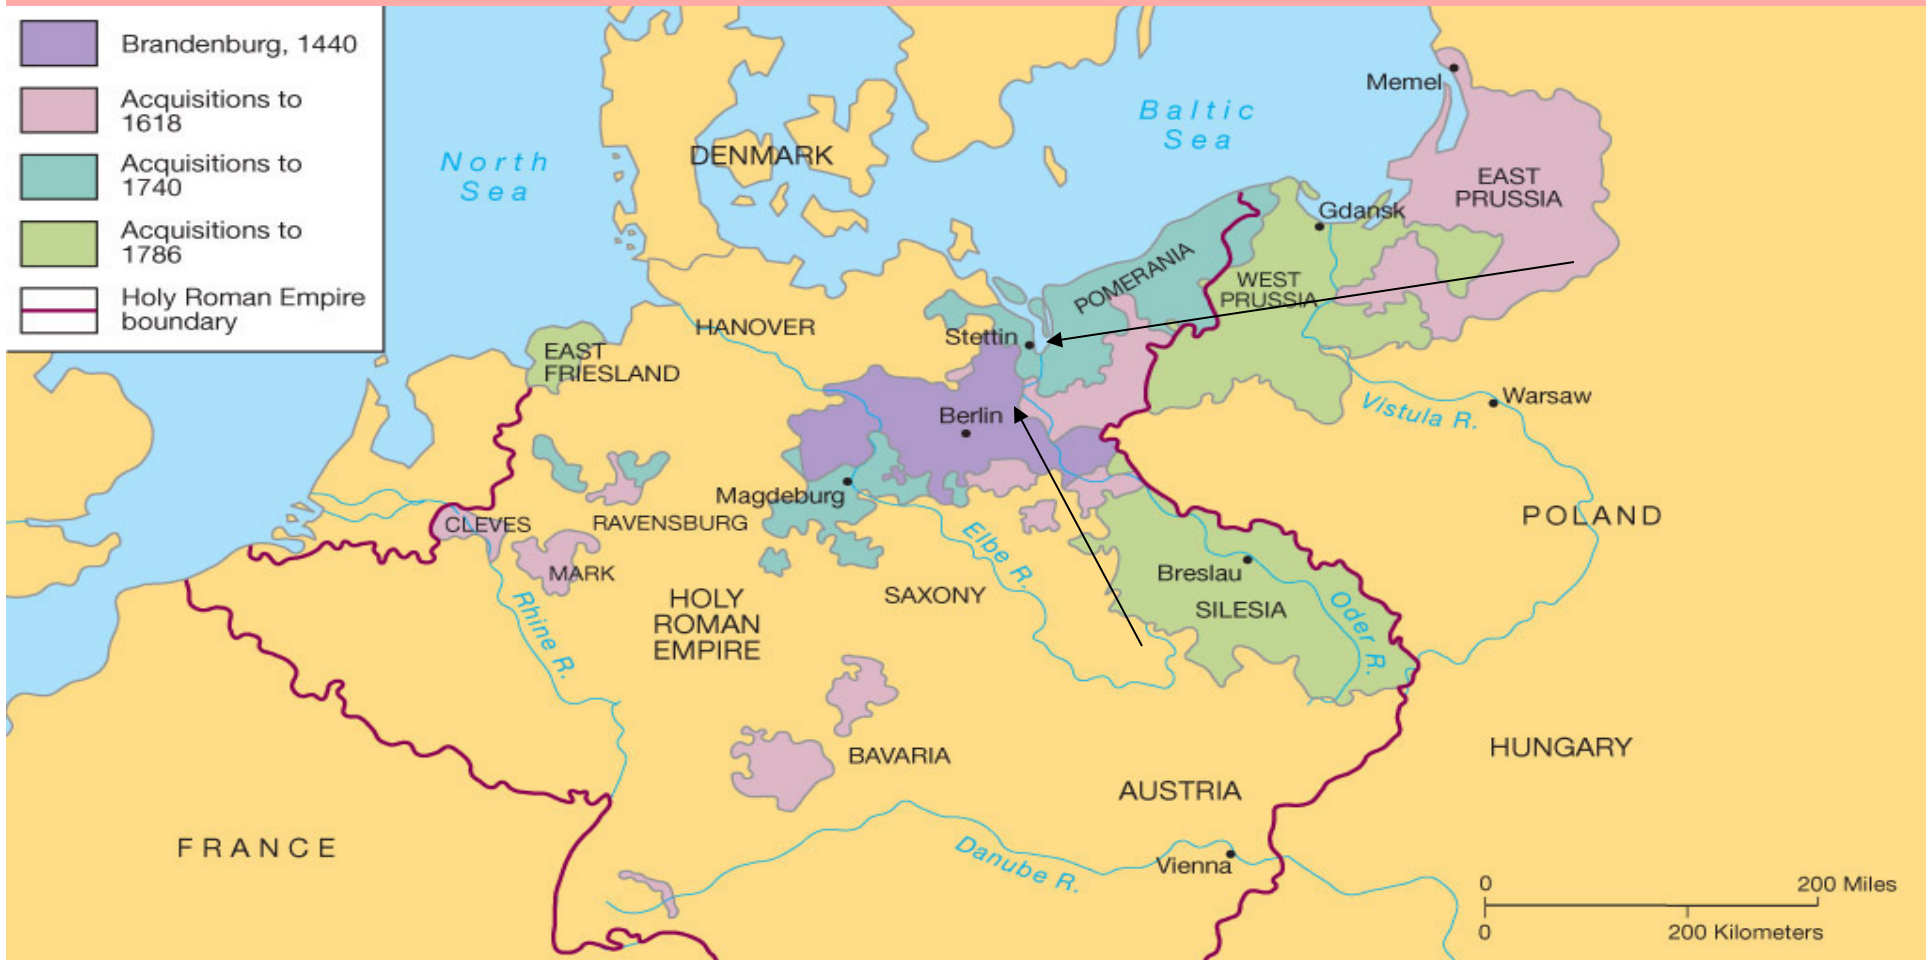 Brandenburg, 1440
Acquisitions to
1618
Acquisitions to
1740
Acquisitions to
1786
Holy Roman Empire
boundary
North
Sea
Baltic
Sea
DENMARK
Memel
EAST
PRUSSIA
Gdansk
POMERANIA
WEST
PRUSSIA
HANOVER
Stettin
EAST
FRIESLAND
Berlin
Warsaw
Vistula R.
Magdeburg
CLEVES
RAVENSBURG
MARK
Elbe R.
POLAND
Breslau
SILESIA
Oder R.
Rhine R.
HOLY
ROMAN
EMPIRE
SAXONY
BAVARIA
HUNGARY
AUSTRIA
FRANCE
Danube R.
Vienna
0
200 Miles
0
200 Kilometers